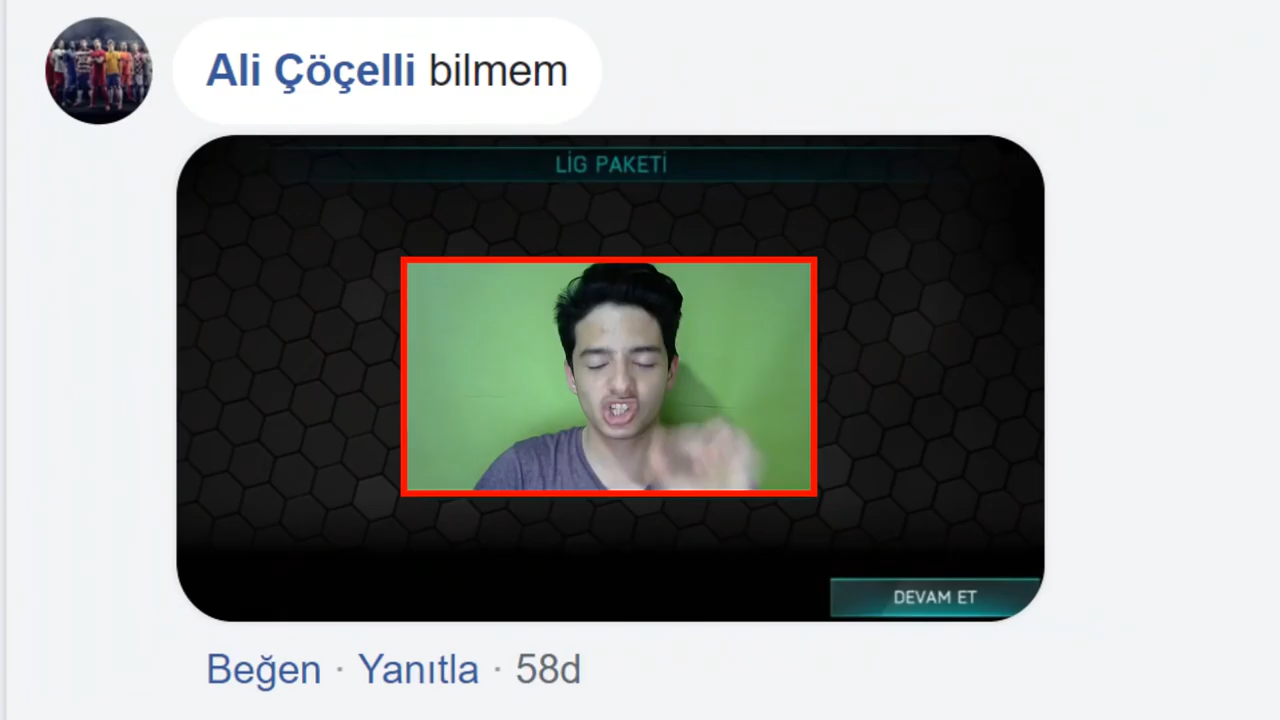 Ali Çöçelli bilmem
LİG PAKETİ
DEVAM ET
Beğen · Yanıtla · 58d